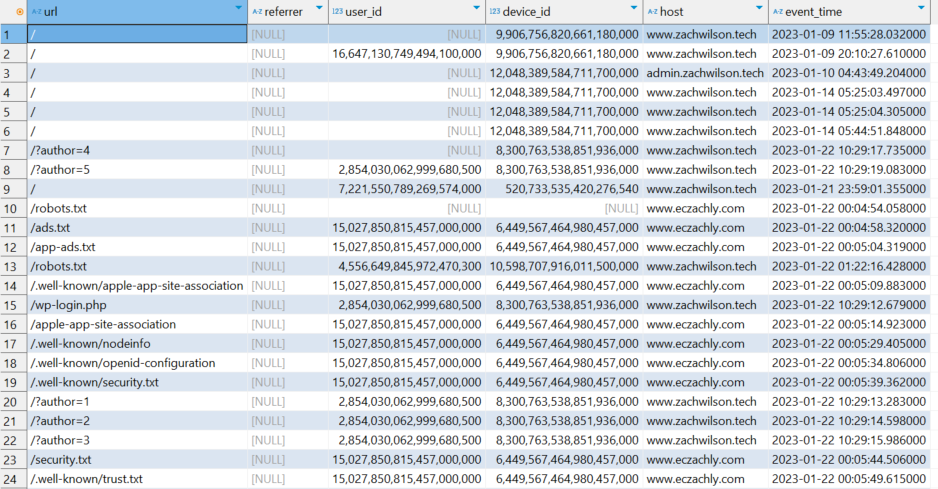 A-Z url A-Z referrer 123 user_id 123 device_id A-Z host event_time
1 / [NULL] [NULL] 9,906,756,820,661,180,000 www.zachwilson.tech 2023-01-09 11:55:28.032000
2 / [NULL] 16,647,130,749,494,100,000 9,906,756,820,661,180,000 www.zachwilson.tech 2023-01-09 20:10:27.610000
3 / [NULL] [NULL] 12,048,389,584,711,700,000 admin.zachwilson.tech 2023-01-10 04:43:49.204000
4 / [NULL] [NULL] 12,048,389,584,711,700,000 www.zachwilson.tech 2023-01-14 05:25:03.497000
5 / [NULL] [NULL] 12,048,389,584,711,700,000 www.zachwilson.tech 2023-01-14 05:25:04.305000
6 / [NULL] [NULL] 12,048,389,584,711,700,000 www.zachwilson.tech 2023-01-14 05:44:51.848000
7 /?author=4 [NULL] [NULL] 8,300,763,538,851,936,000 www.zachwilson.tech 2023-01-22 10:29:17.735000
8 /?author=5 [NULL] 2,854,030,062,999,680,500 8,300,763,538,851,936,000 www.zachwilson.tech 2023-01-22 10:29:19.083000
9 / [NULL] 7,221,550,789,269,574,000 520,733,535,420,276,540 www.zachwilson.tech 2023-01-21 23:59:01.355000
10 /robots.txt [NULL] [NULL] [NULL] www.eczachly.com 2023-01-22 00:04:54.058000
11 /ads.txt [NULL] 15,027,850,815,457,000,000 6,449,567,464,980,457,000 www.eczachly.com 2023-01-22 00:04:58.320000
12 /app-ads.txt [NULL] 15,027,850,815,457,000,000 6,449,567,464,980,457,000 www.eczachly.com 2023-01-22 00:05:04.319000
13 /robots.txt [NULL] 4,556,649,845,972,470,300 10,598,707,916,011,500,000 www.zachwilson.tech 2023-01-22 01:22:16.428000
14 /.well-known/apple-app-site-association [NULL] 15,027,850,815,457,000,000 6,449,567,464,980,457,000 www.eczachly.com 2023-01-22 00:05:09.883000
15 /wp-login.php [NULL] 2,854,030,062,999,680,500 8,300,763,538,851,936,000 www.zachwilson.tech 2023-01-22 10:29:12.679000
16 /apple-app-site-association [NULL] 15,027,850,815,457,000,000 6,449,567,464,980,457,000 www.eczachly.com 2023-01-22 00:05:14.923000
17 /.well-known/nodeinfo [NULL] 15,027,850,815,457,000,000 6,449,567,464,980,457,000 www.eczachly.com 2023-01-22 00:05:29.405000
18 /.well-known/openid-configuration [NULL] 15,027,850,815,457,000,000 6,449,567,464,980,457,000 www.eczachly.com 2023-01-22 00:05:34.806000
19 /.well-known/security.txt [NULL] 15,027,850,815,457,000,000 6,449,567,464,980,457,000 www.eczachly.com 2023-01-22 00:05:39.362000
20 /?author=1 [NULL] 2,854,030,062,999,680,500 8,300,763,538,851,936,000 www.zachwilson.tech 2023-01-22 10:29:13.283000
21 /?author=2 [NULL] 2,854,030,062,999,680,500 8,300,763,538,851,936,000 www.zachwilson.tech 2023-01-22 10:29:14.598000
22 /?author=3 [NULL] 2,854,030,062,999,680,500 8,300,763,538,851,936,000 www.zachwilson.tech 2023-01-22 10:29:15.986000
23 /security.txt [NULL] 15,027,850,815,457,000,000 6,449,567,464,980,457,000 www.eczachly.com 2023-01-22 00:05:44.506000
24 /.well-known/trust.txt [NULL] 15,027,850,815,457,000,000 6,449,567,464,980,457,000 www.eczachly.com 2023-01-22 00:05:49.615000